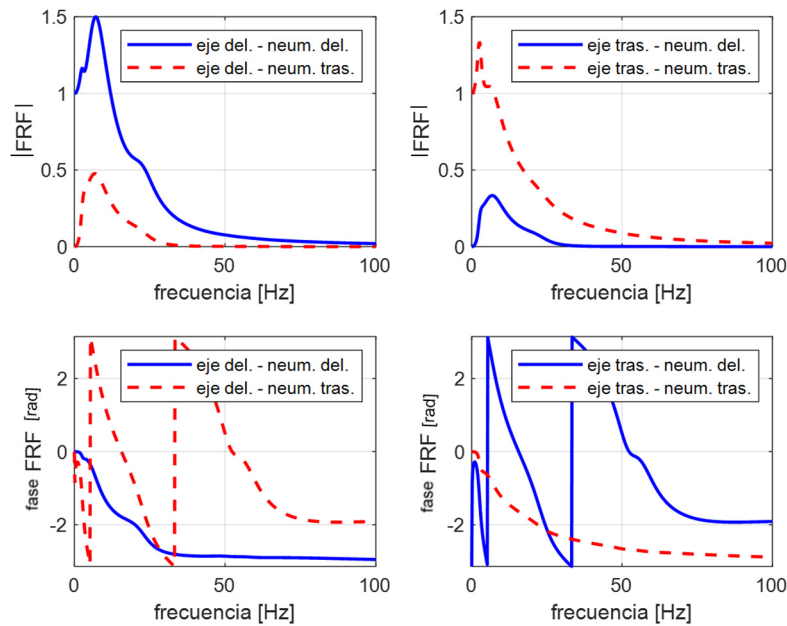 1.5
1
0.5
0
|FRF|
eje del. - neum. del.
eje del. - neum. tras.
0
50
100
frecuencia [Hz]
1.5
1
0.5
0
|FRF|
eje tras. - neum. del.
eje tras. - neum. tras.
0
50
100
frecuencia [Hz]
2
0
-2
fase FRF [rad]
eje del. - neum. del.
eje del. - neum. tras.
0
50
100
frecuencia [Hz]
2
0
-2
fase FRF [rad]
eje tras. - neum. del.
eje tras. - neum. tras.
0
50
100
frecuencia [Hz]